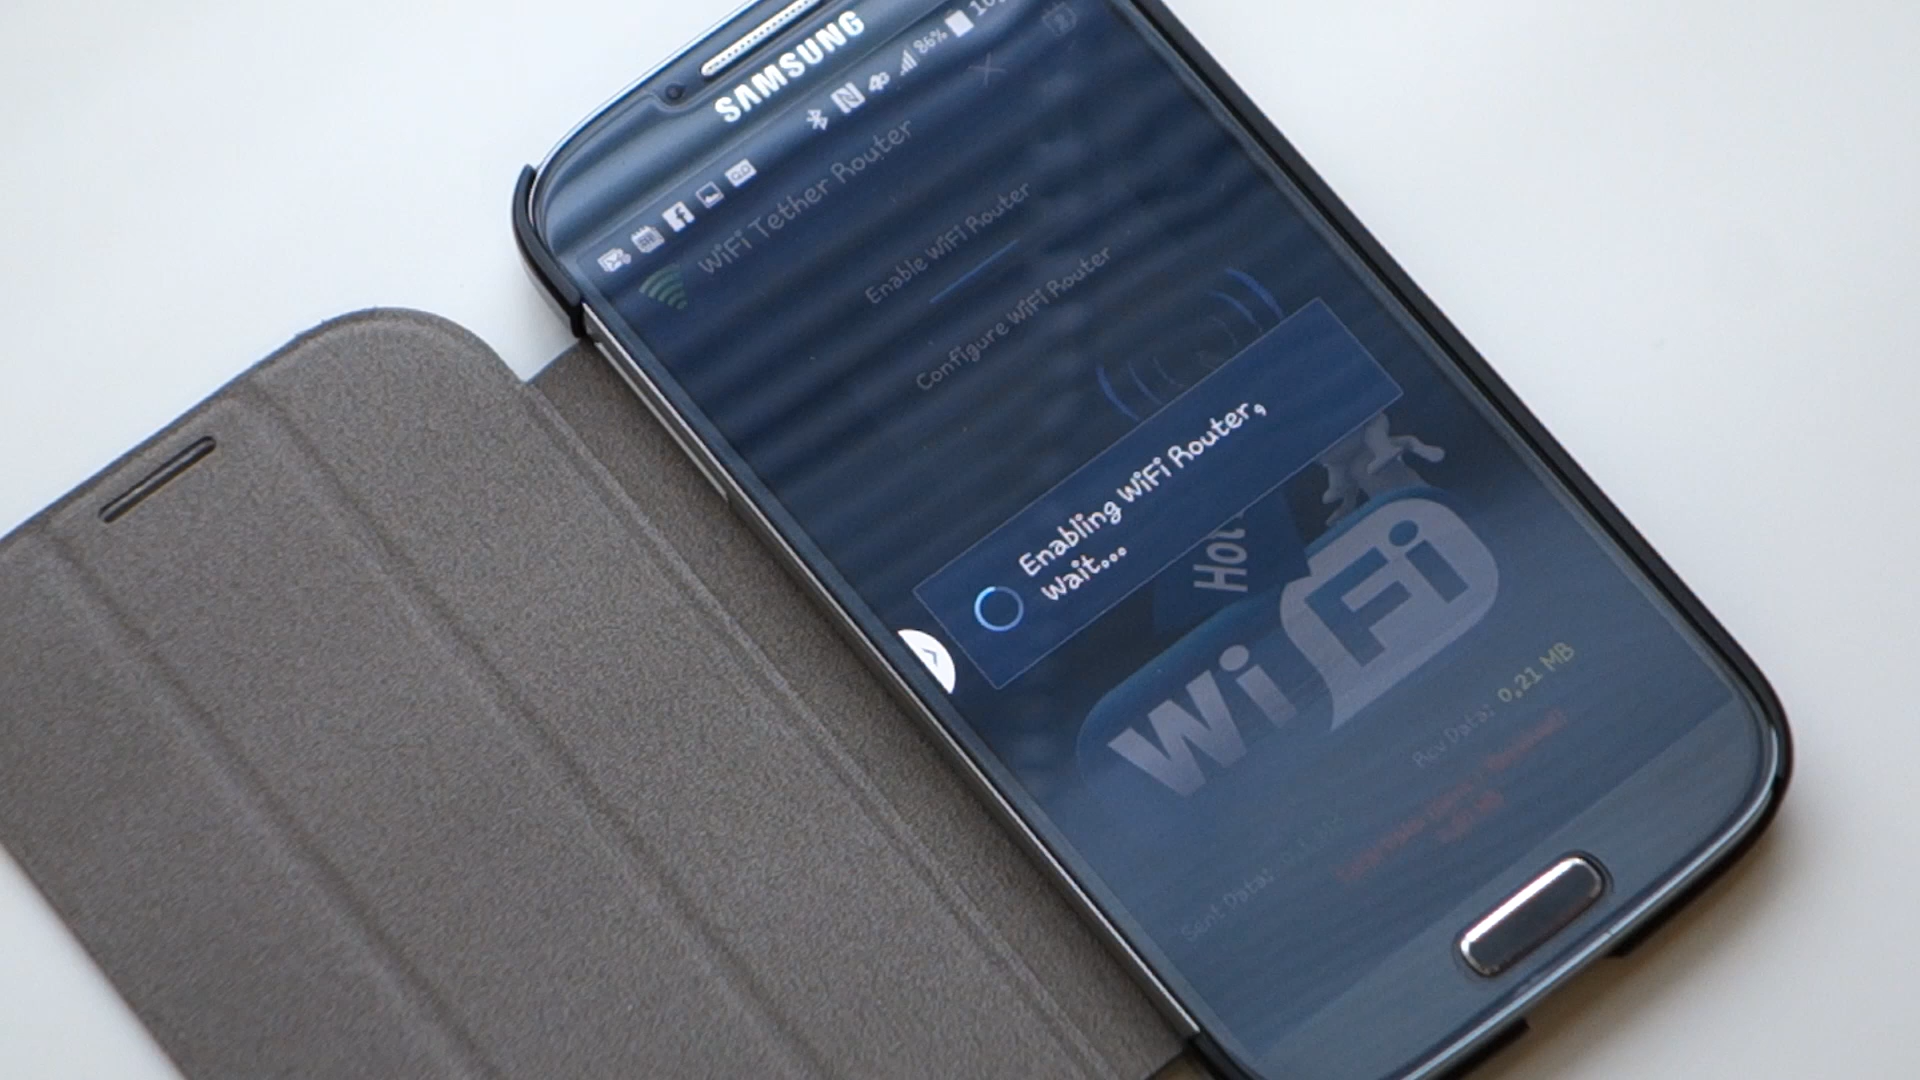 SAMSUNG
86%
WiFi Tether Router
Enable WiFi Router
Configure WiFi Router
Enabling WiFi Router,
Wait...
Hot
Wi Fi
Rcv Data: 0.21 MB
Sent Data: